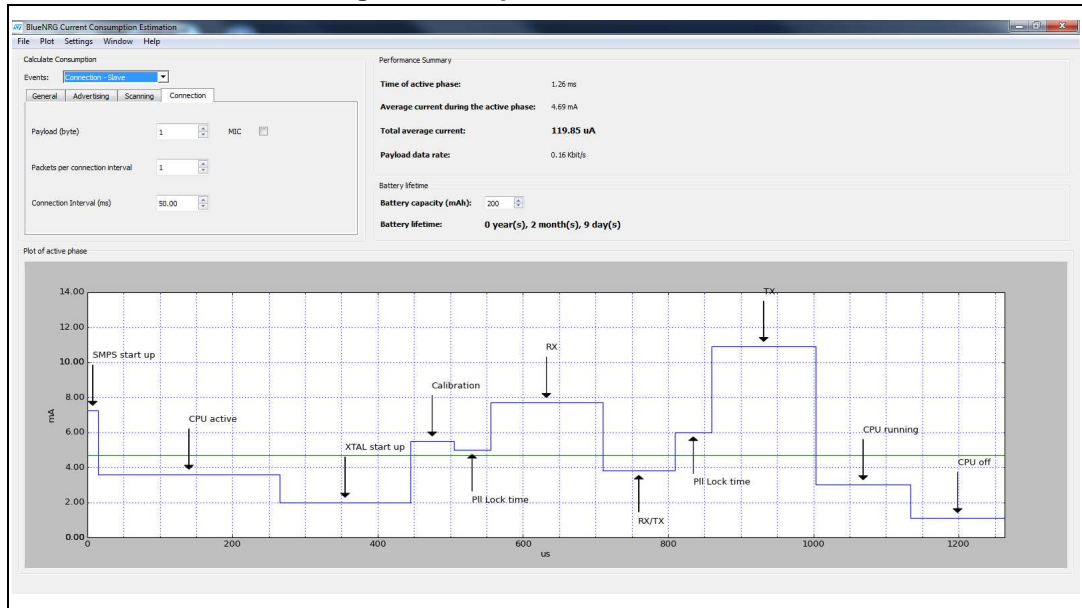 BlueNRG Current Consumption Estimation
File Plot Settings Window Help
Calculate Consumption
Events: Connection - Slave
General Advertising Scanning Connection
Payload (byte) 1 MIC
Packets per connection interval 1
Connection Interval (ms) 50.00
Performance Summary
Time of active phase: 1.26 ms
Average current during the active phase: 4.69 mA
Total average current: 119.85 uA
Payload data rate: 0.16 Kbit/s
Battery lifetime
Battery capacity (mAh): 200
Battery lifetime: 0 year(s), 2 month(s), 9 day(s)
Plot of active phase
14.00
12.00
10.00
8.00
6.00
4.00
2.00
0.00
mA
SMPS start up
CPU active
XTAL start up
Calibration
Pll Lock time
RX
RX/TX
Pll Lock time
TX
CPU running
CPU off
0 200 400 600 800 1000 1200
us